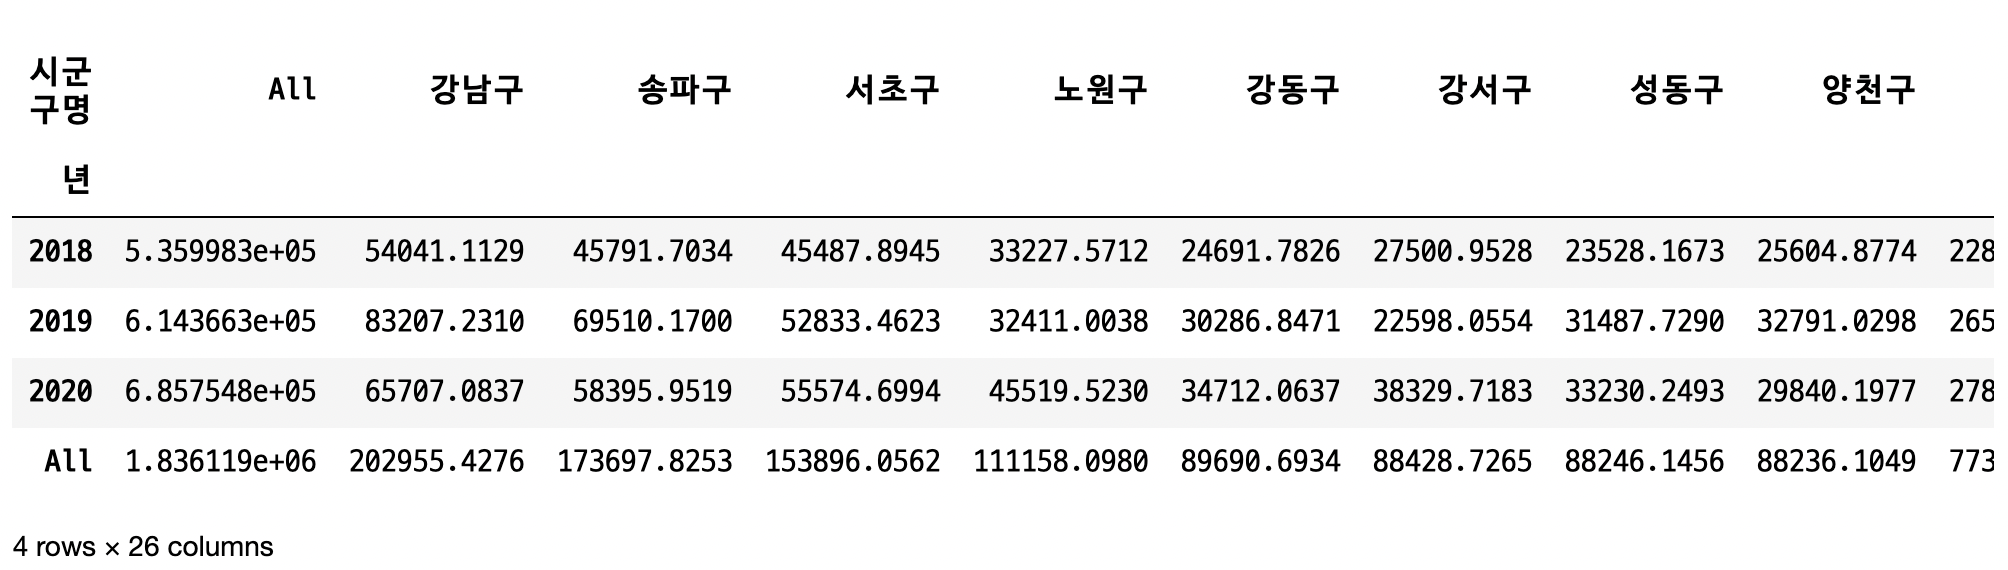 시군구명 All 강남구 송파구 서초구 노원구 강동구 강서구 성동구 양천구
년
2018 5.359983e+05 54041.1129 45791.7034 45487.8945 33227.5712 24691.7826 27500.9528 23528.1673 25604.8774 228
2019 6.143663e+05 83207.2310 69510.1700 52833.4623 32411.0038 30286.8471 22598.0554 31487.7290 32791.0298 265
2020 6.857548e+05 65707.0837 58395.9519 55574.6994 45519.5230 34712.0637 38329.7183 33230.2493 29840.1977 278
All 1.836119e+06 202955.4276 173697.8253 153896.0562 111158.0980 89690.6934 88428.7265 88246.1456 88236.1049 773
4 rows × 26 columns